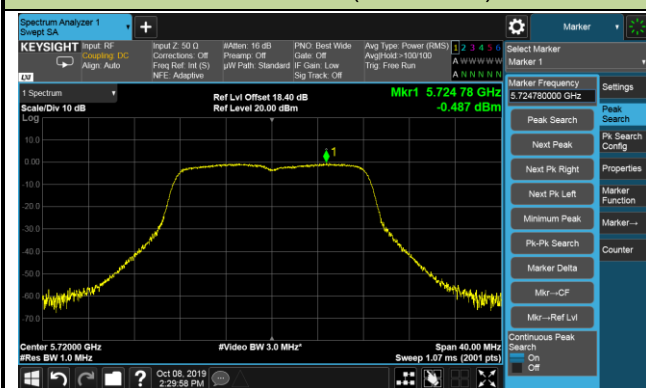 Spectrum Analyzer 1
Swept SA
+
Marker
KEYSIGHT
Input: RF
Coupling: DC
Align: Auto
Input Z: 50 Ω
Corrections: Off
Freq Ref: Int (S)
NFE: Adaptive
#Atten: 16 dB
Preamp: Off
µW Path: Standard
PNO: Best Wide
Gate: Off
IF Gain: Low
Sig Track: Off
Avg Type: Power (RMS)
Avg|Hold:>100/100
Trig: Free Run
1 2 3 4 5 6
A W W W W W
A N N N N N
LXI
Select Marker
Marker 1
1 Spectrum
Scale/Div 10 dB
Log
Ref Lvl Offset 18.40 dB
Ref Level 20.00 dBm
Mkr1 5.724 78 GHz
-0.487 dBm
1
10.0
0.00
-10.0
-20.0
-30.0
-40.0
-50.0
-60.0
-70.0
Center 5.72000 GHz
#Res BW 1.0 MHz
#Video BW 3.0 MHz*
Span 40.00 MHz
Sweep 1.07 ms (2001 pts)
Marker Frequency
5.724780000 GHz
Peak Search
Next Peak
Next Pk Right
Next Pk Left
Minimum Peak
Pk-Pk Search
Marker Delta
Mkr→CF
Mkr→Ref Lvl
Continuous Peak
Search
On
Off
Settings
Peak
Search
Pk Search
Config
Properties
Marker
Function
Marker→
Counter
?
Oct 08, 2019
2:29:58 PM